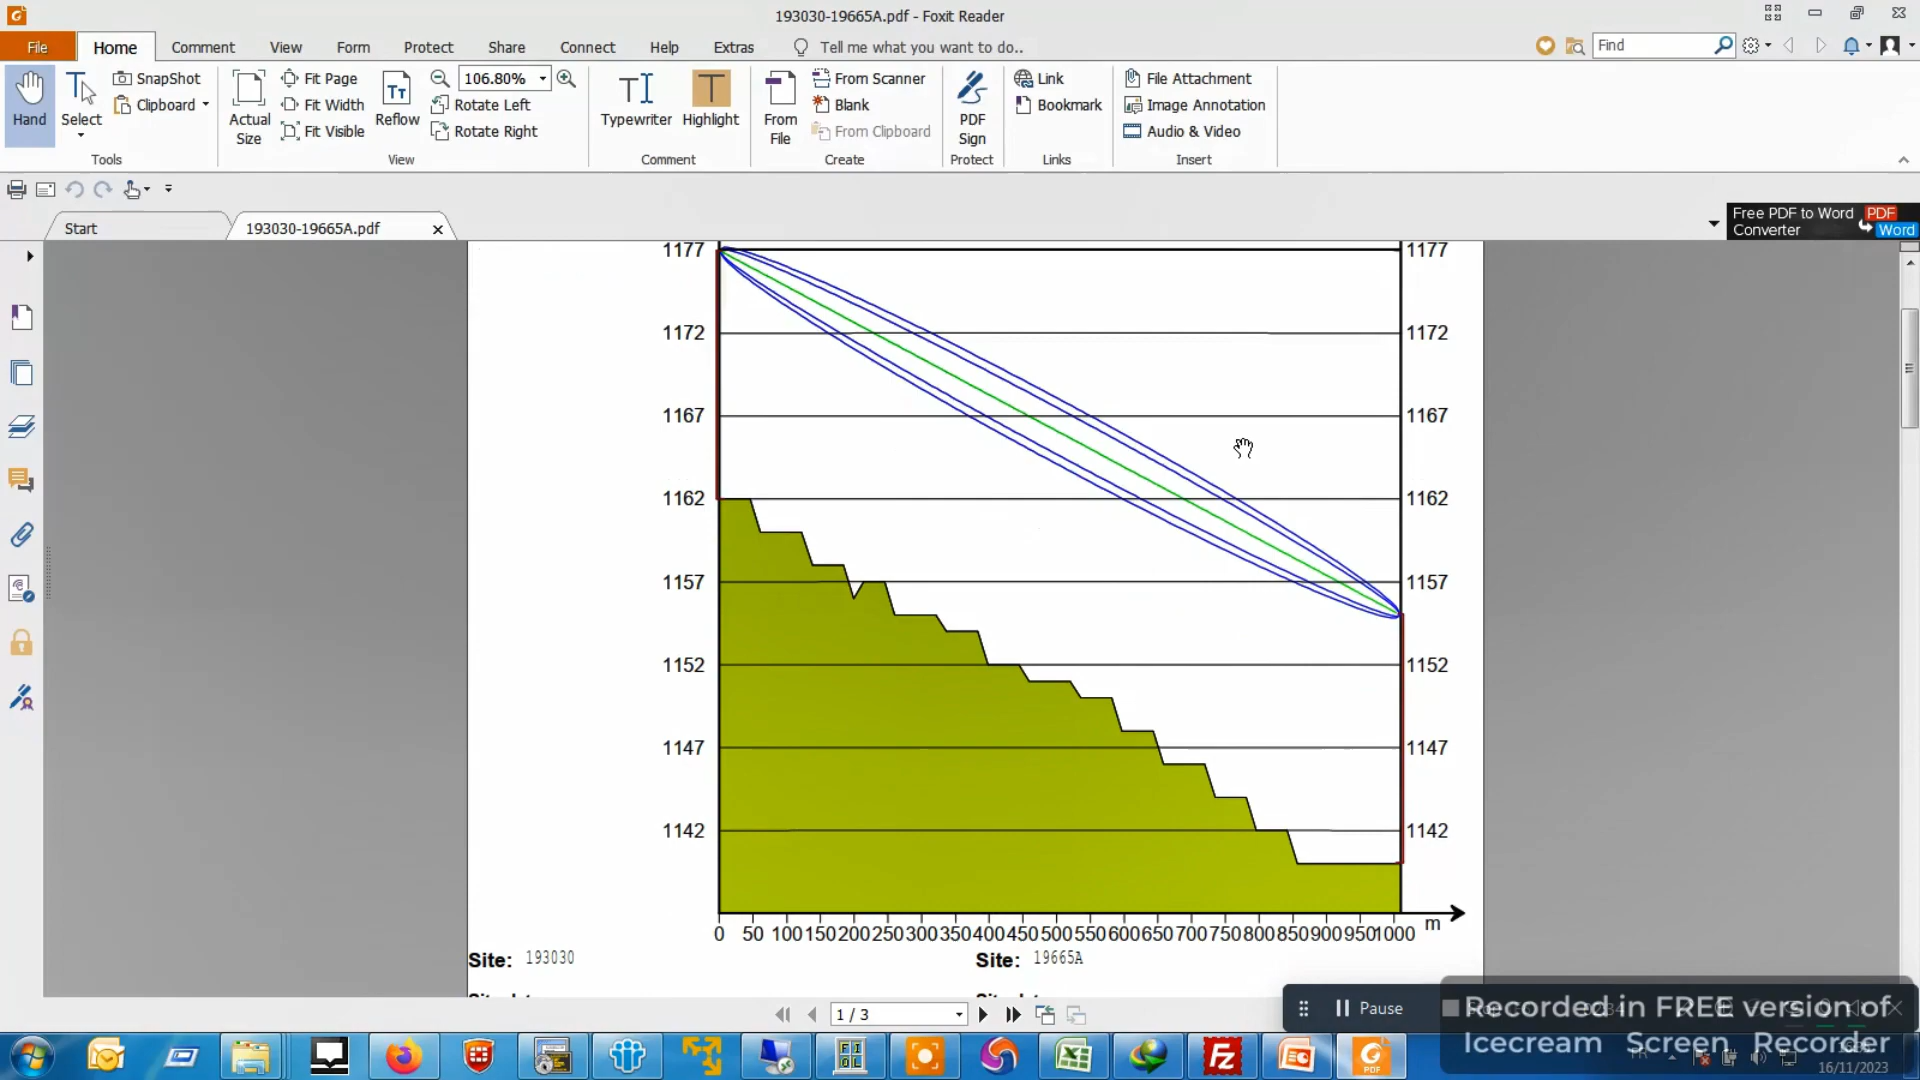 193030-19665A.pdf - Foxit Reader
File Home Comment View Form Protect Share Connect Help Extras Tell me what you want to do.. Find
Hand
Select
SnapShot
Clipboard
Tools
Actual Size
Fit Page
Fit Width
Fit Visible
Reflow
106.80%
Rotate Left
Rotate Right
View
Typewriter
Highlight
Comment
From File
From Scanner
Blank
From Clipboard
Create
PDF Sign
Protect
Link
Bookmark
Links
File Attachment
Image Annotation
Audio & Video
Insert
Start
193030-19665A.pdf
Free PDF to Word PDF
Converter Word
1177 1177
1172 1172
1167 1167
1162 1162
1157 1157
1152 1152
1147 1147
1142 1142
m
0 50 100 150 200 250 300 350 400 450 500 550 600 650 700 750 800 850 900 950 1000
Site: 193030 Site: 19665A
1 / 3
Pause
Recorded in FREE version of
Icecream Screen Recorder
16/11/2023